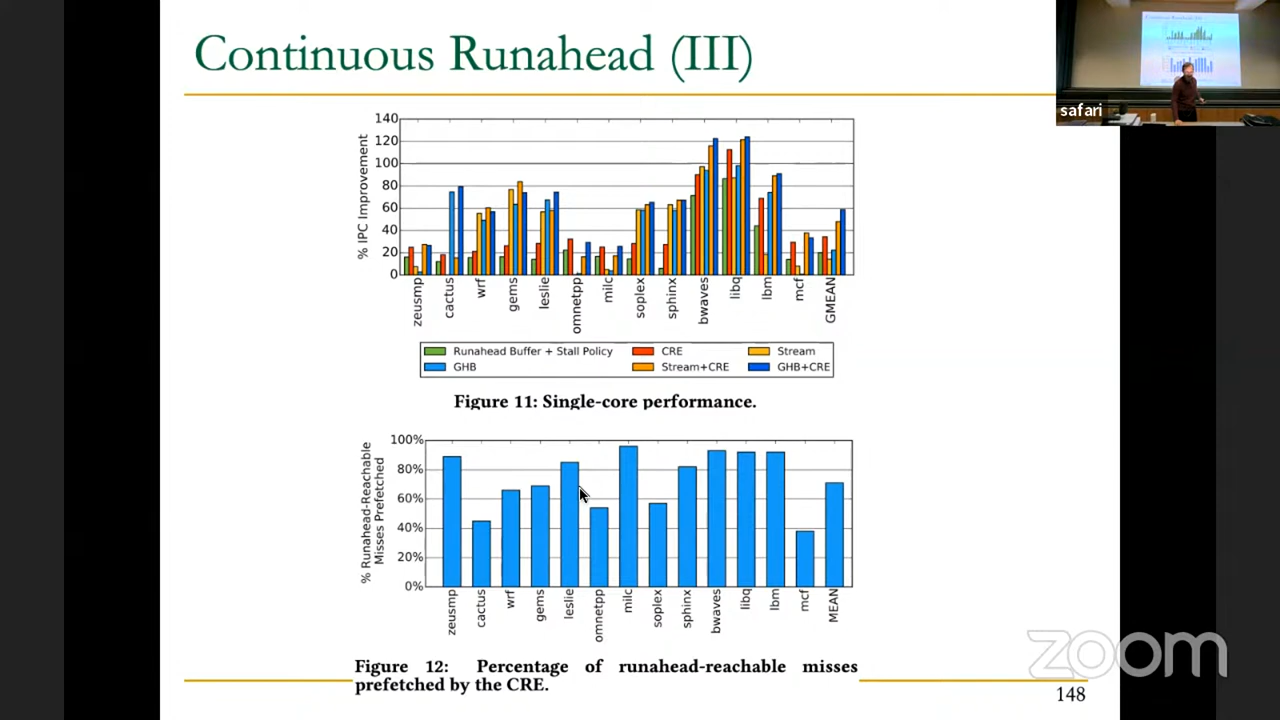 Continuous Runahead (III)
safari
% IPC Improvement
140
120
100
80
60
40
20
0
zeusmp
cactus
wrf
gems
leslie
omnetpp
milc
soplex
sphinx
bwaves
libq
lbm
mcf
GMEAN
Runahead Buffer + Stall Policy
CRE
Stream
GHB
Stream+CRE
GHB+CRE
Figure 11: Single-core performance.
% Runahead-Reachable
Misses Prefetched
100%
80%
60%
40%
20%
0%
zeusmp
cactus
wrf
gems
leslie
omnetpp
milc
soplex
sphinx
bwaves
libq
lbm
mcf
MEAN
Figure 12: Percentage of runahead-reachable misses
prefetched by the CRE.
zoom
148